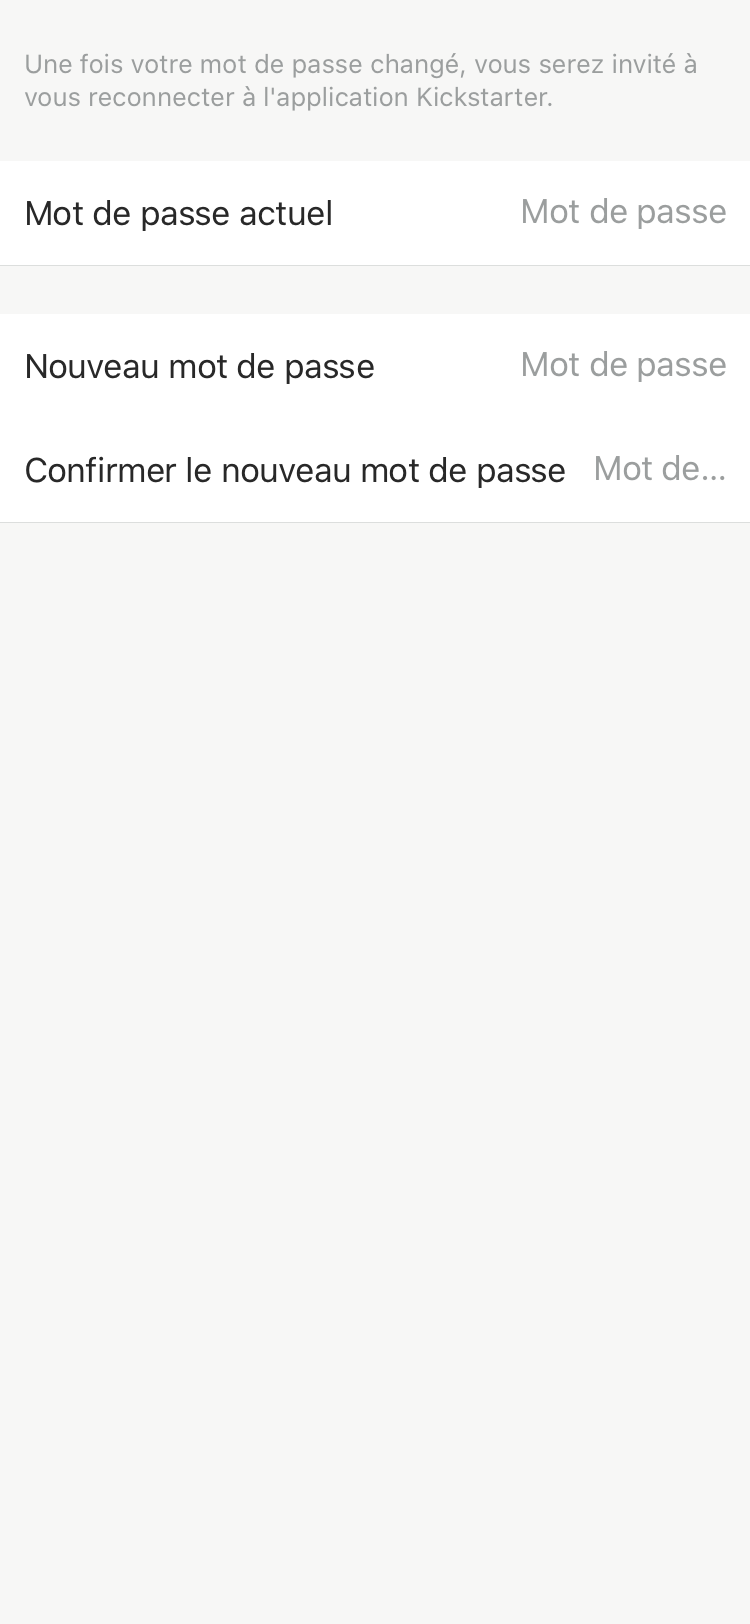 Une fois votre mot de passe changé, vous serez invité à
vous reconnecter à l'application Kickstarter.
Mot de passe actuel Mot de passe
Nouveau mot de passe Mot de passe
Confirmer le nouveau mot de passe Mot de...